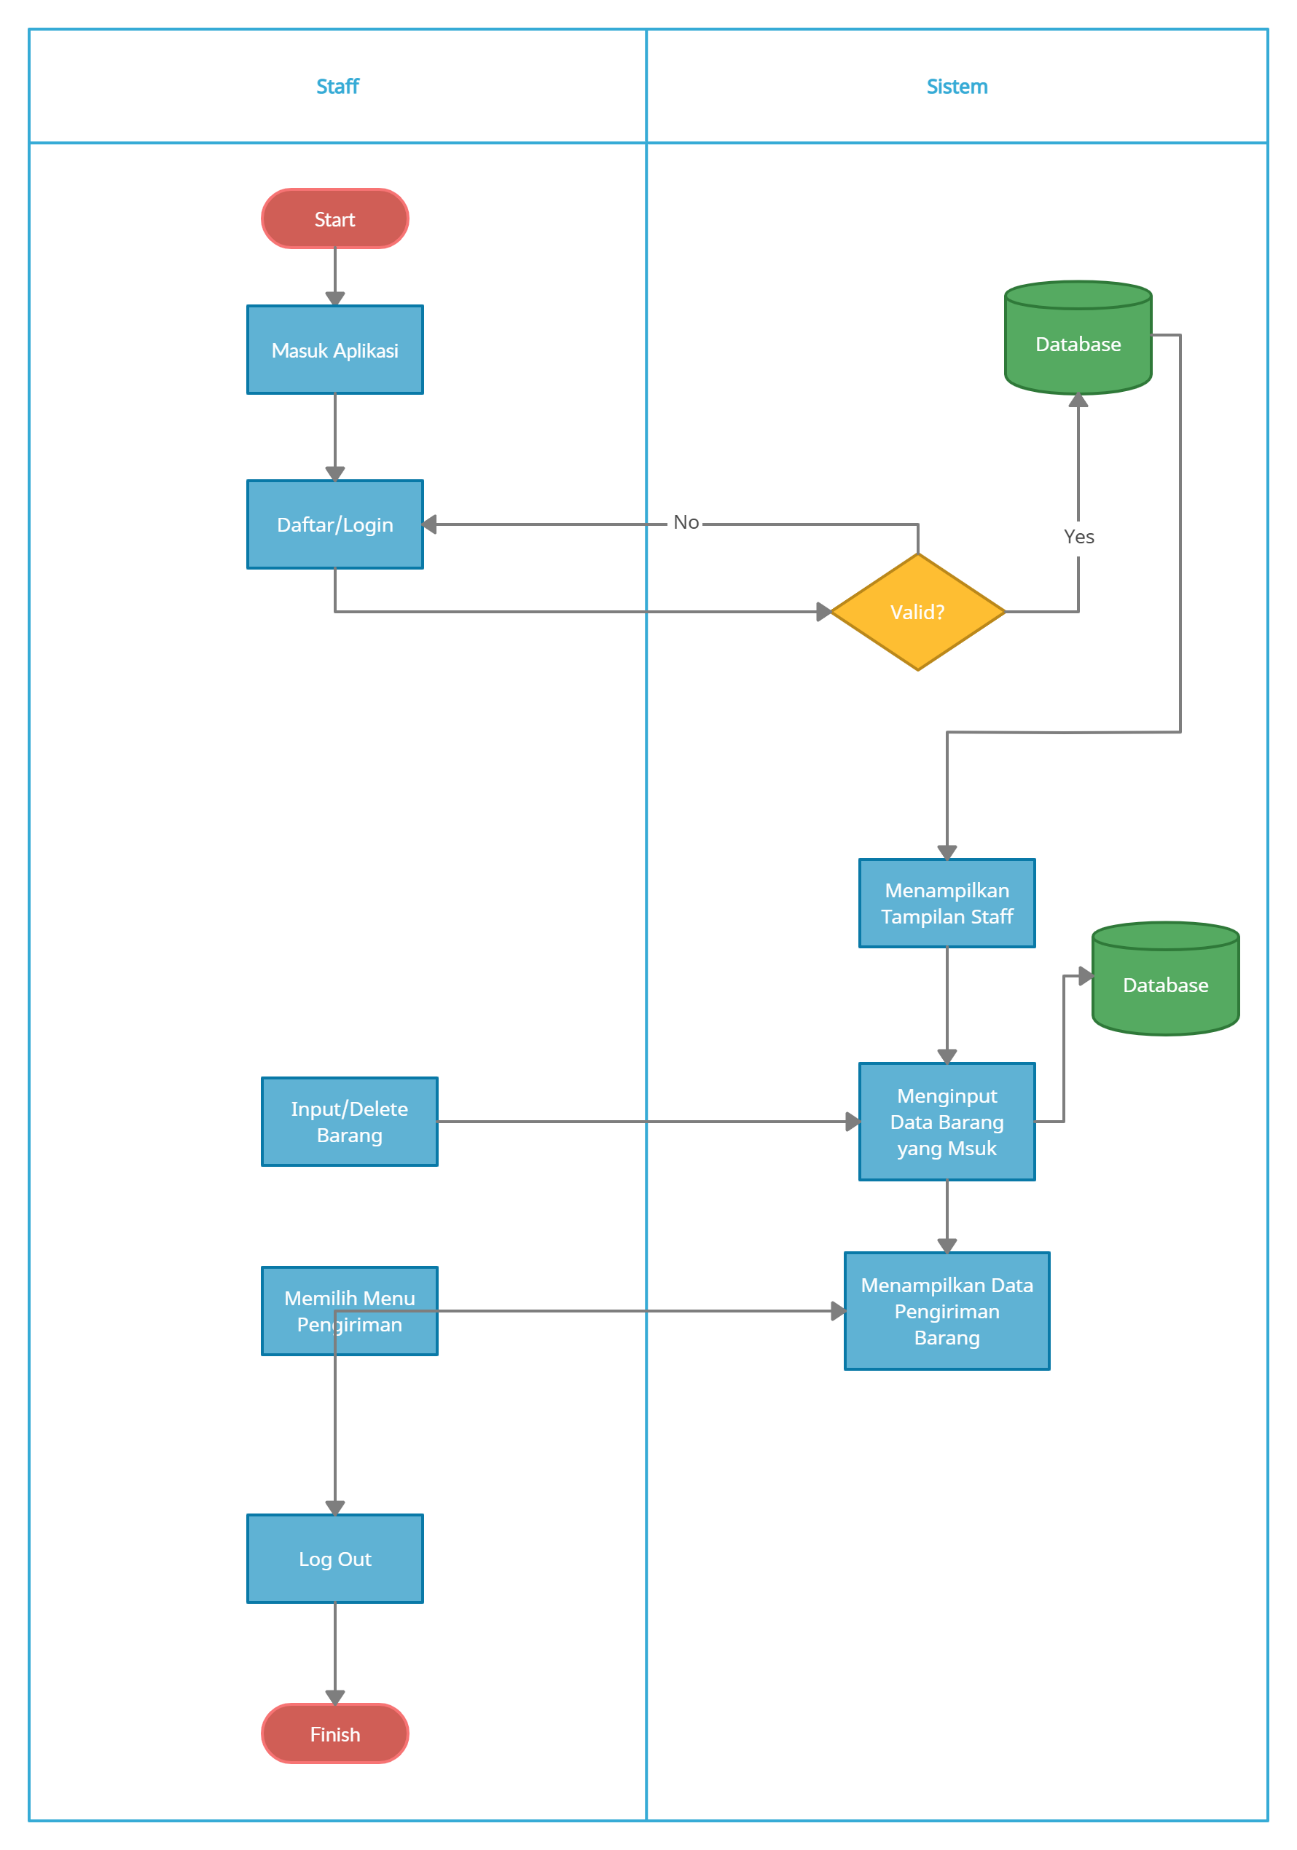 Staff
Sistem
Start
Masuk Aplikasi
Database
Daftar/Login
No
Yes
Valid?
Menampilkan
Tampilan Staff
Database
Input/Delete
Barang
Menginput
Data Barang
yang Msuk
Memilih Menu
Pengiriman
Menampilkan Data
Pengiriman
Barang
Log Out
Finish